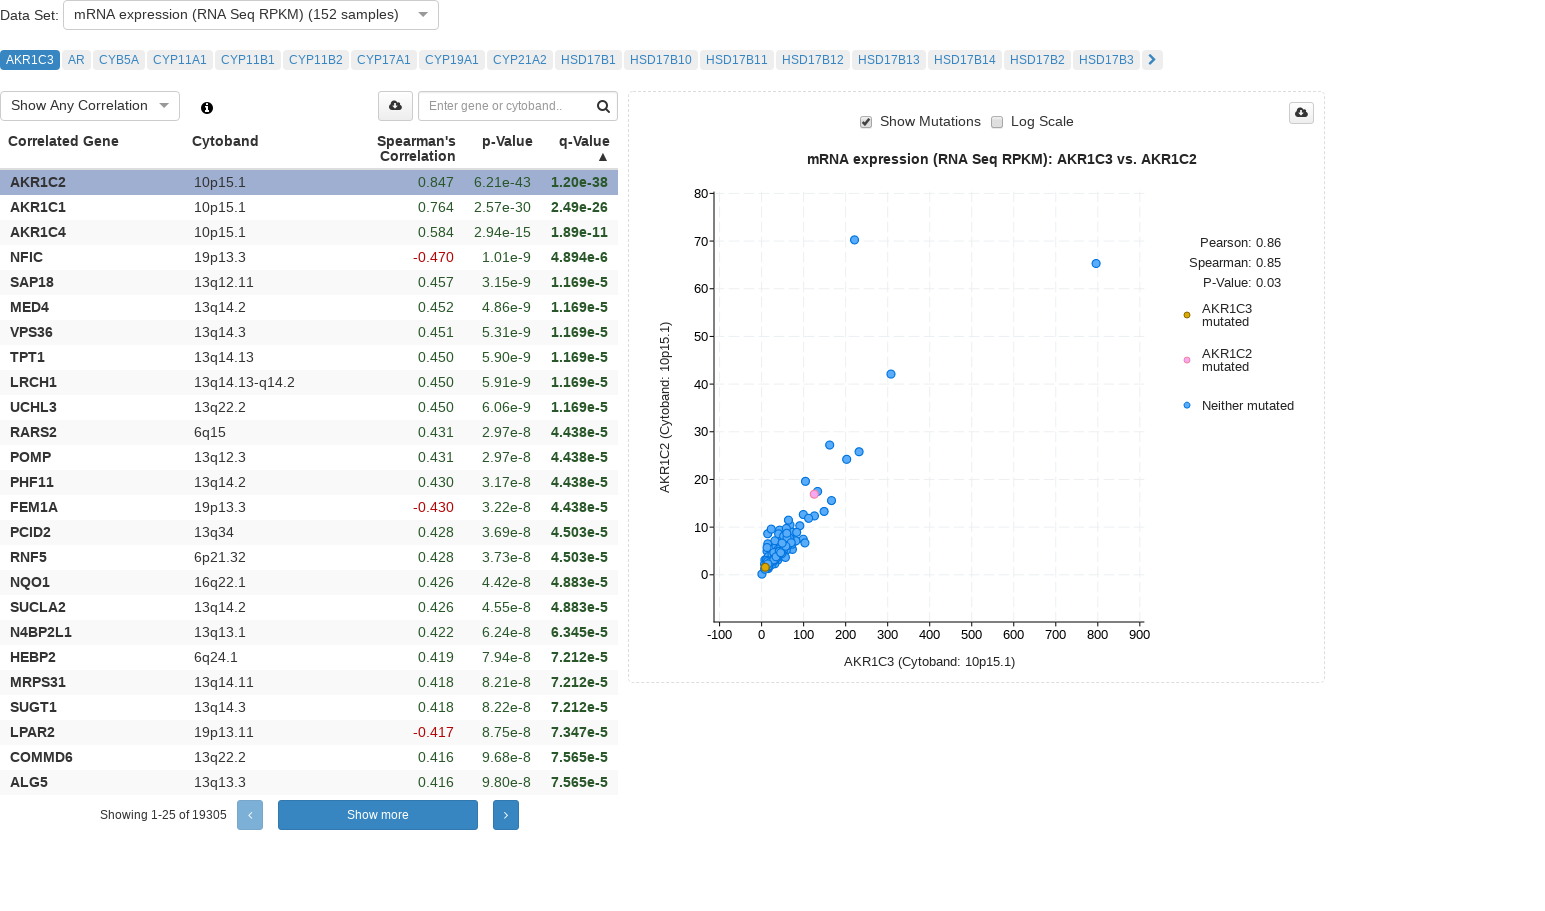 Data Set: mRNA expression (RNA Seq RPKM) (152 samples)
AKR1C3 AR CYB5A CYP11A1 CYP11B1 CYP11B2 CYP17A1 CYP19A1 CYP21A2 HSD17B1 HSD17B10 HSD17B11 HSD17B12 HSD17B13 HSD17B14 HSD17B2 HSD17B3
Show Any Correlation Enter gene or cytoband..
Correlated Gene Cytoband Spearman's Correlation p-Value q-Value ▲
AKR1C2 10p15.1 0.847 6.21e-43 1.20e-38
AKR1C1 10p15.1 0.764 2.57e-30 2.49e-26
AKR1C4 10p15.1 0.584 2.94e-15 1.89e-11
NFIC 19p13.3 -0.470 1.01e-9 4.894e-6
SAP18 13q12.11 0.457 3.15e-9 1.169e-5
MED4 13q14.2 0.452 4.86e-9 1.169e-5
VPS36 13q14.3 0.451 5.31e-9 1.169e-5
TPT1 13q14.13 0.450 5.90e-9 1.169e-5
LRCH1 13q14.13-q14.2 0.450 5.91e-9 1.169e-5
UCHL3 13q22.2 0.450 6.06e-9 1.169e-5
RARS2 6q15 0.431 2.97e-8 4.438e-5
POMP 13q12.3 0.431 2.97e-8 4.438e-5
PHF11 13q14.2 0.430 3.17e-8 4.438e-5
FEM1A 19p13.3 -0.430 3.22e-8 4.438e-5
PCID2 13q34 0.428 3.69e-8 4.503e-5
RNF5 6p21.32 0.428 3.73e-8 4.503e-5
NQO1 16q22.1 0.426 4.42e-8 4.883e-5
SUCLA2 13q14.2 0.426 4.55e-8 4.883e-5
N4BP2L1 13q13.1 0.422 6.24e-8 6.345e-5
HEBP2 6q24.1 0.419 7.94e-8 7.212e-5
MRPS31 13q14.11 0.418 8.21e-8 7.212e-5
SUGT1 13q14.3 0.418 8.22e-8 7.212e-5
LPAR2 19p13.11 -0.417 8.75e-8 7.347e-5
COMMD6 13q22.2 0.416 9.68e-8 7.565e-5
ALG5 13q13.3 0.416 9.80e-8 7.565e-5
Showing 1-25 of 19305 Show more
Show Mutations Log Scale
mRNA expression (RNA Seq RPKM): AKR1C3 vs. AKR1C2
80
70
60
50
40
30
20
10
0
AKR1C2 (Cytoband: 10p15.1)
-100 0 100 200 300 400 500 600 700 800 900
AKR1C3 (Cytoband: 10p15.1)
Pearson: 0.86
Spearman: 0.85
P-Value: 0.03
AKR1C3
mutated
AKR1C2
mutated
Neither mutated